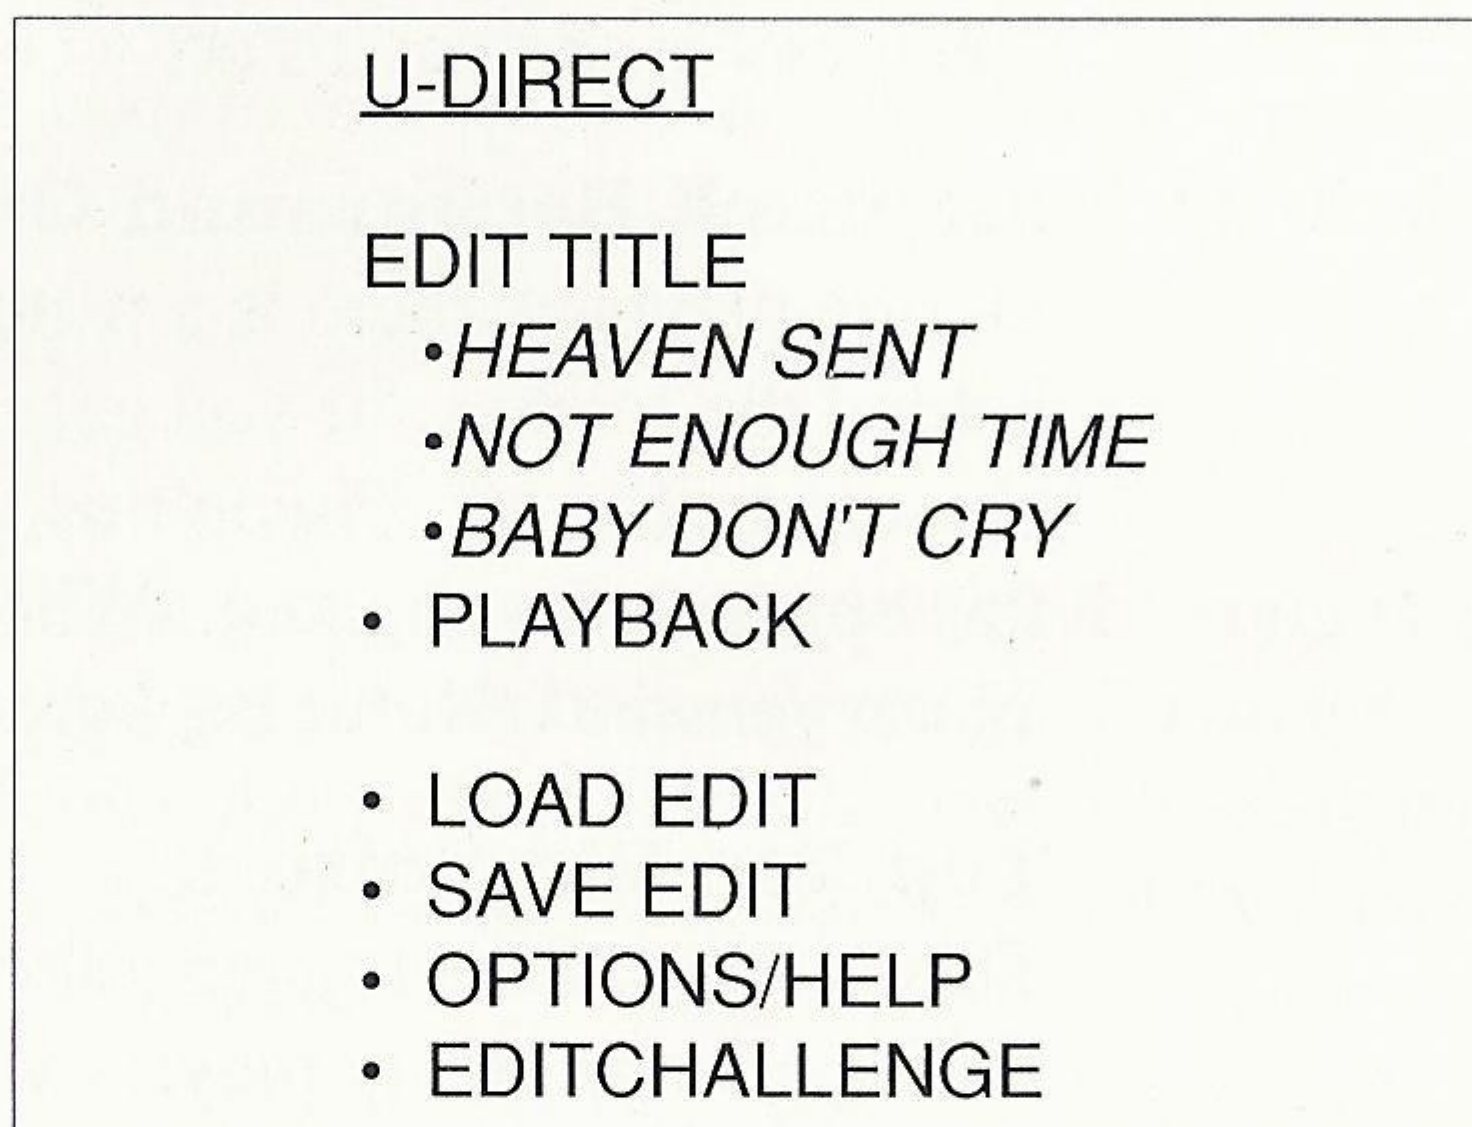 U-DIRECT
EDIT TITLE
•HEAVEN SENT
•NOT ENOUGH TIME
•BABY DON'T CRY
• PLAYBACK
• LOAD EDIT
• SAVE EDIT
• OPTIONS/HELP
• EDITCHALLENGE